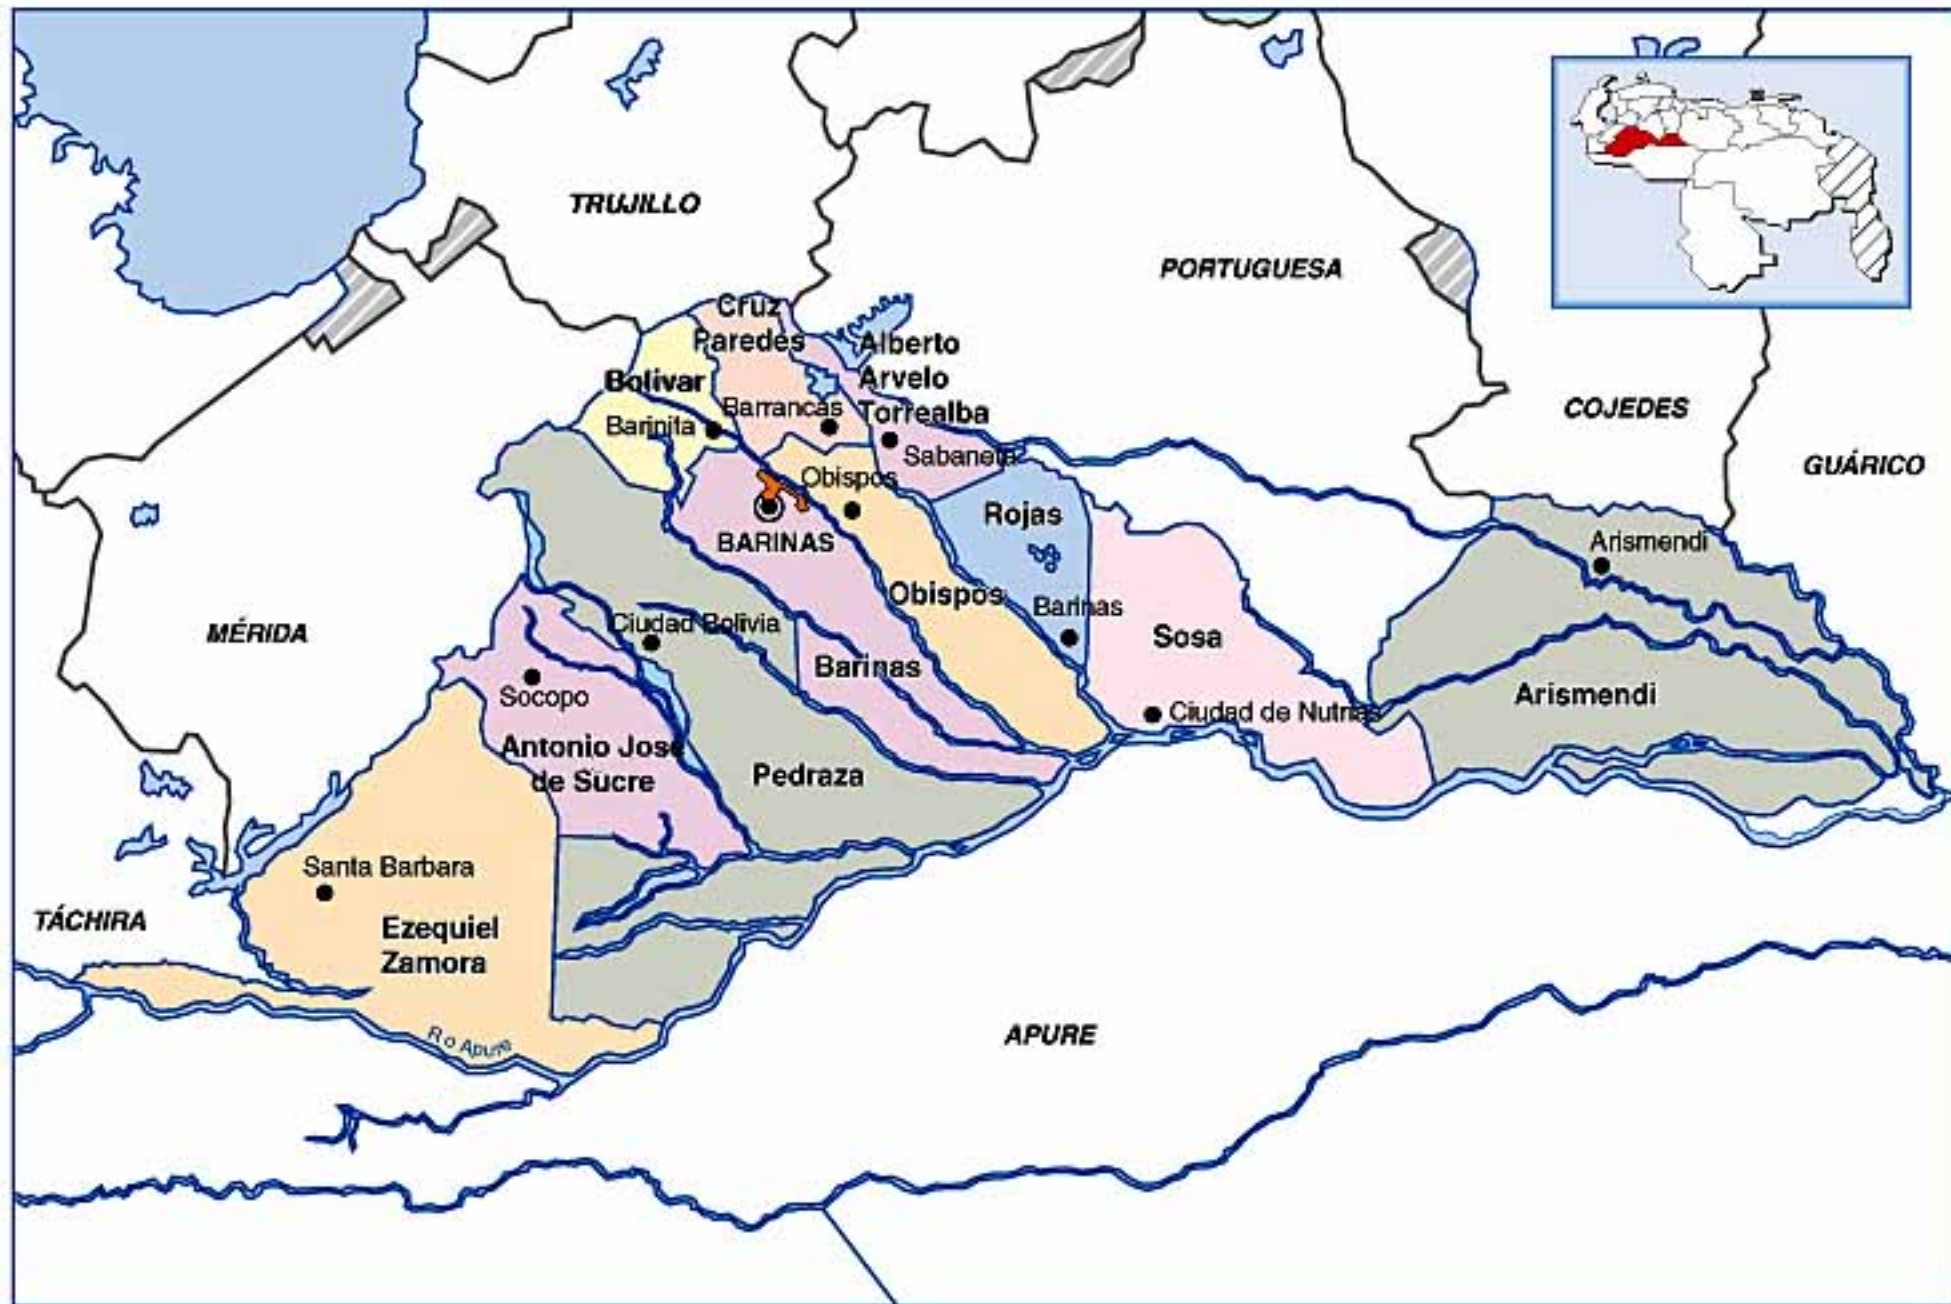 TRUJILLO
PORTUGUESA
Cruz
Paredes
Alberto
Arvelo
Torrealba
Bolivar
Barrancas
Barinita
COJEDES
GUÁRICO
Sabaneta
Obispos
Rojas
BARINAS
Arismendi
Obispos
Barinas
Ciudad Bolivia
MÉRIDA
Sosa
Barinas
Socopo
Arismendi
Ciudad de Nutrias
Antonio José
de Sucre
Pedraza
Santa Barbara
TÁCHIRA
Ezequiel
Zamora
R o Apure
APURE